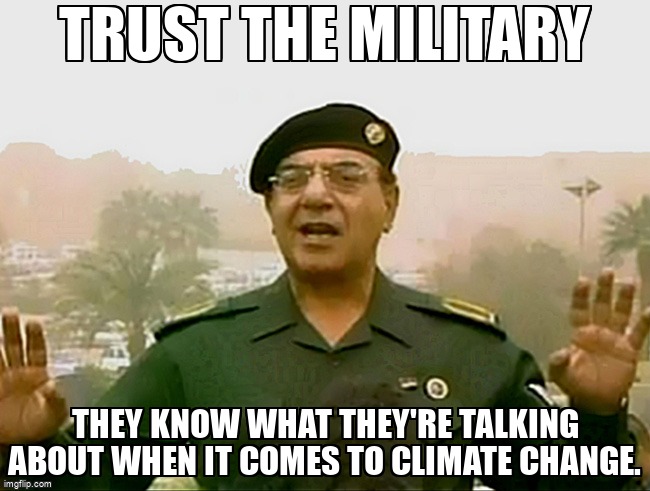 TRUST THE MILITARY
THEY KNOW WHAT THEY'RE TALKING
ABOUT WHEN IT COMES TO CLIMATE CHANGE.
imgflip.com